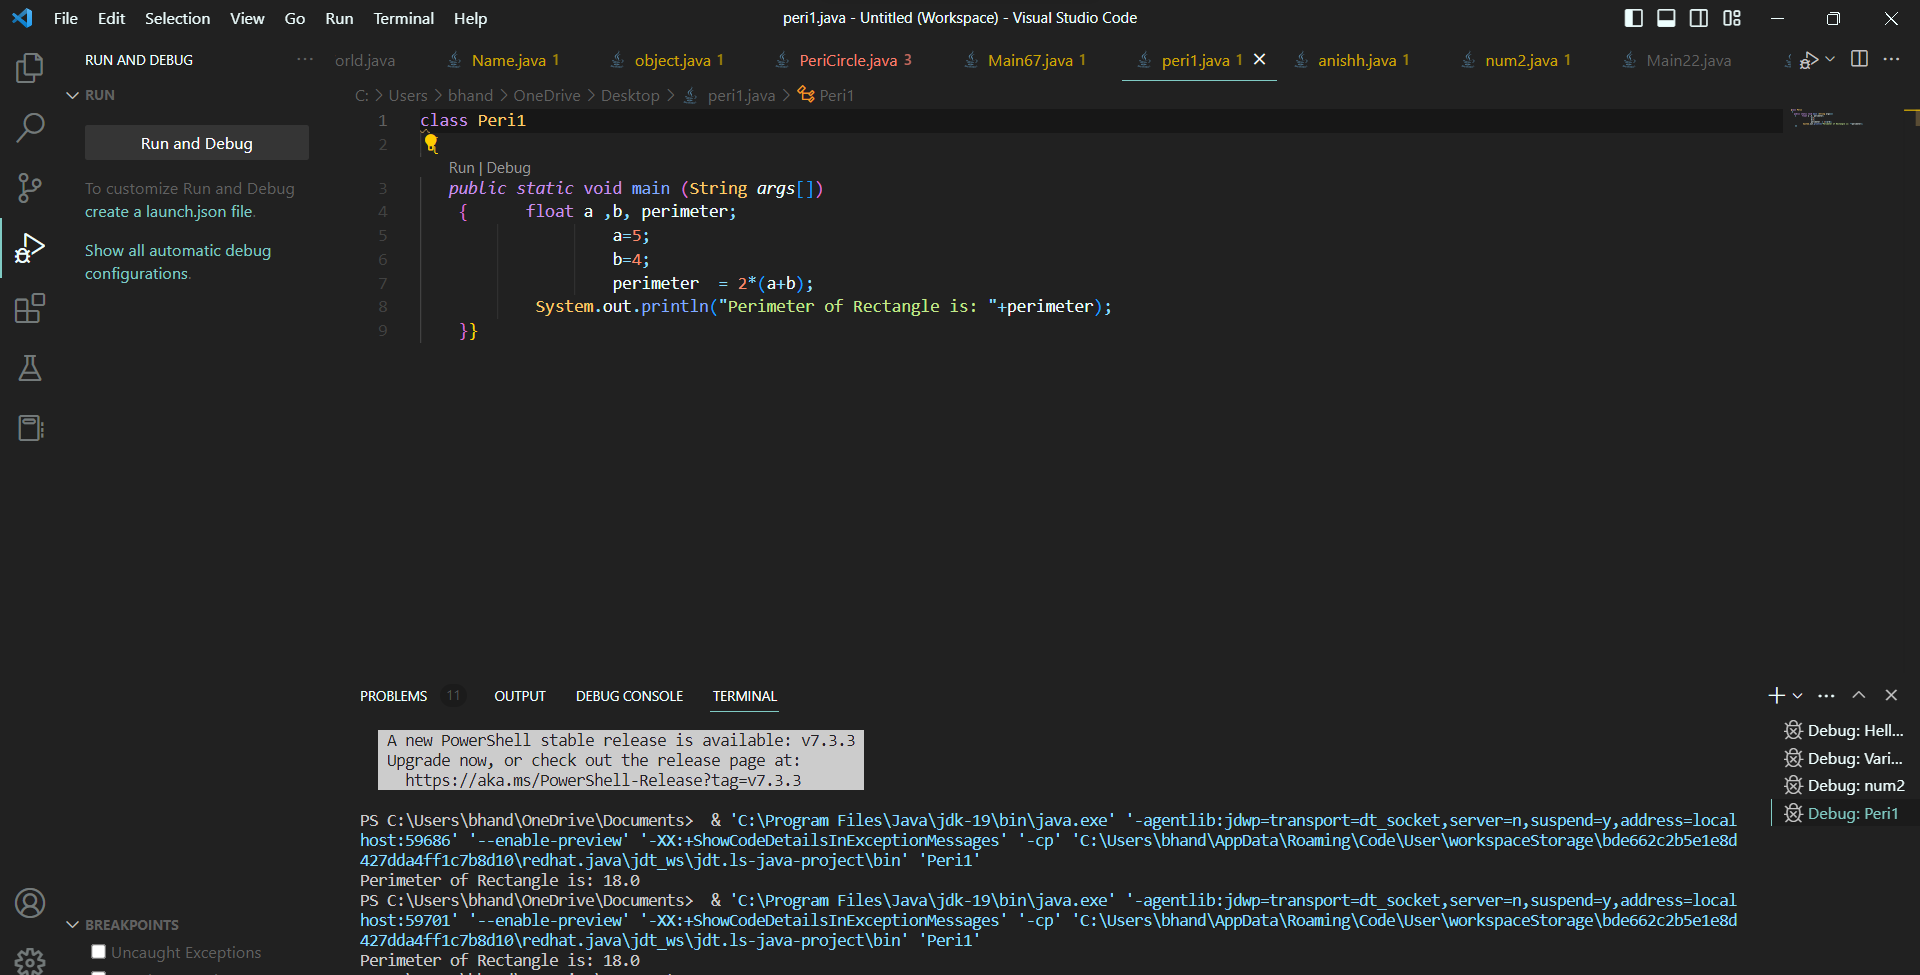 File Edit Selection View Go Run Terminal Help
peri1.java - Untitled (Workspace) - Visual Studio Code
RUN AND DEBUG
orld.java Name.java 1 object.java 1 PeriCircle.java 3 Main67.java 1 peri1.java 1 anishh.java 1 num2.java 1 Main22.java
RUN
C: > Users > bhand > OneDrive > Desktop > peri1.java > Peri1
Run and Debug
To customize Run and Debug
create a launch.json file.
Show all automatic debug
configurations.
1 class Peri1
2
Run | Debug
3 public static void main (String args[])
4 { float a ,b, perimeter;
5 a=5;
6 b=4;
7 perimeter = 2*(a+b);
8 System.out.println("Perimeter of Rectangle is: "+perimeter);
9 }}
PROBLEMS 11 OUTPUT DEBUG CONSOLE TERMINAL
A new PowerShell stable release is available: v7.3.3
Upgrade now, or check out the release page at:
https://aka.ms/PowerShell-Release?tag=v7.3.3
PS C:\Users\bhand\OneDrive\Documents> & 'C:\Program Files\Java\jdk-19\bin\java.exe' '-agentlib:jdwp=transport=dt_socket,server=n,suspend=y,address=local
host:59686' '--enable-preview' '-XX:+ShowCodeDetailsInExceptionMessages' '-cp' 'C:\Users\bhand\AppData\Roaming\Code\User\workspaceStorage\bde662c2b5e1e8d
427dda4ff1c7b8d10\redhat.java\jdt_ws\jdt.ls-java-project\bin' 'Peri1'
Perimeter of Rectangle is: 18.0
PS C:\Users\bhand\OneDrive\Documents> & 'C:\Program Files\Java\jdk-19\bin\java.exe' '-agentlib:jdwp=transport=dt_socket,server=n,suspend=y,address=local
host:59701' '--enable-preview' '-XX:+ShowCodeDetailsInExceptionMessages' '-cp' 'C:\Users\bhand\AppData\Roaming\Code\User\workspaceStorage\bde662c2b5e1e8d
427dda4ff1c7b8d10\redhat.java\jdt_ws\jdt.ls-java-project\bin' 'Peri1'
Perimeter of Rectangle is: 18.0
Debug: Hell...
Debug: Vari...
Debug: num2
Debug: Peri1
BREAKPOINTS
Uncaught Exceptions